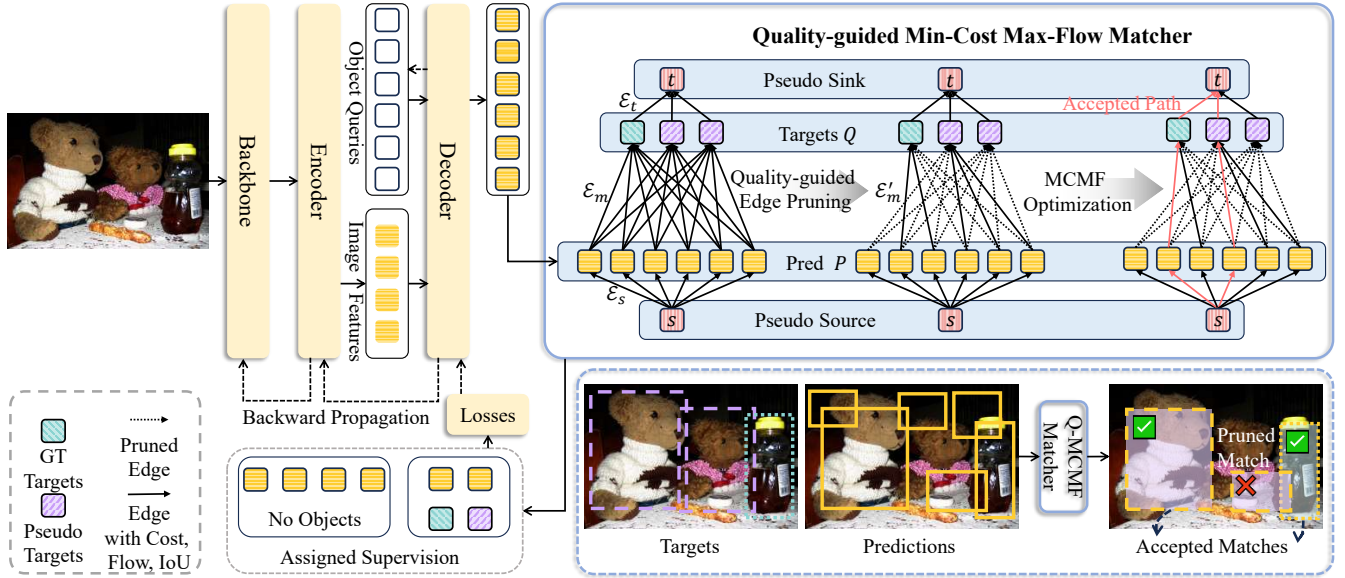 Backbone
Encoder
Object Queries
Image Features
Decoder
Quality-guided Min-Cost Max-Flow Matcher
Pseudo Sink
t
t
t
ℰt
Accepted Path
Targets Q
ℰm
Quality-guided
Edge Pruning
ℰ′m
MCMF
Optimization
Pred P
ℰs
s
s
s
Pseudo Source
Backward Propagation
Losses
GT
Targets
Pseudo
Targets
Pruned
Edge
Edge
with Cost,
Flow, IoU
No Objects
Assigned Supervision
Targets
Predictions
Q-MCMF
Matcher
Pruned
Match
Accepted Matches